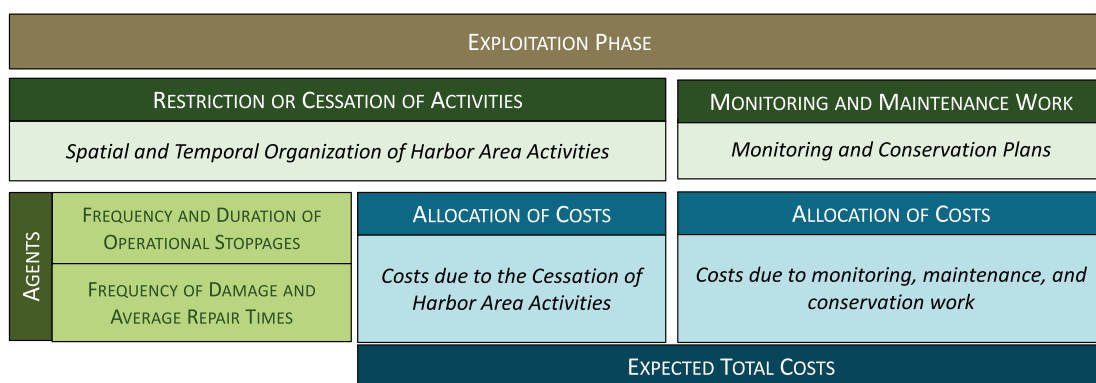 EXPLOITATION PHASE
RESTRICTION OR CESSATION OF ACTIVITIES
Spatial and Temporal Organization of Harbor Area Activities
MONITORING AND MAINTENANCE WORK
Monitoring and Conservation Plans
AGENTS
FREQUENCY AND DURATION OF
OPERATIONAL STOPPAGES
FREQUENCY OF DAMAGE AND
AVERAGE REPAIR TIMES
ALLOCATION OF COSTS
Costs due to the Cessation of
Harbor Area Activities
ALLOCATION OF COSTS
Costs due to monitoring, maintenance, and
conservation work
EXPECTED TOTAL COSTS